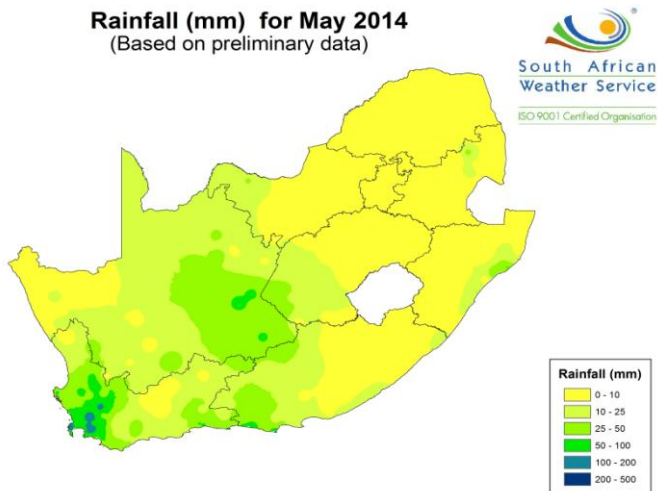 Rainfall (mm) for May 2014
(Based on preliminary data)
South African
Weather Service
ISO 9001 Certified Organisation
Rainfall (mm)
0 - 10
10 - 25
25 - 50
50 - 100
100 - 200
200 - 500